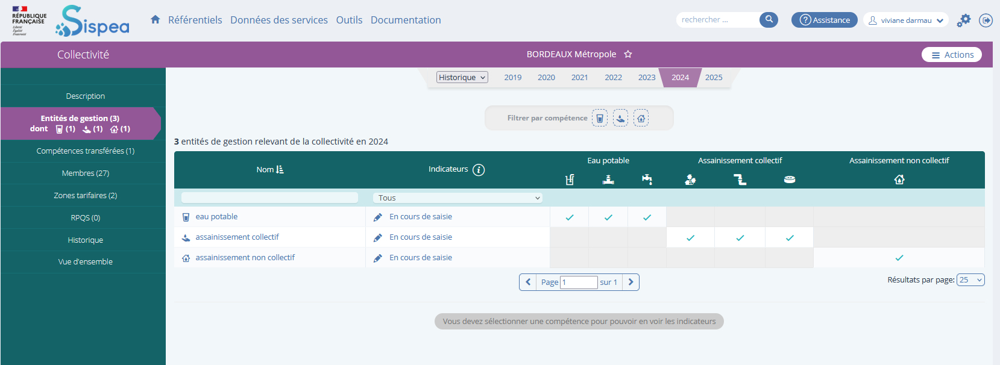 RÉPUBLIQUE
FRANÇAISE
Liberté
Égalité
Fraternité
Sispea
Référentiels Données des services Outils Documentation
rechercher ...
? Assistance
viviane darmau
Collectivité
BORDEAUX Métropole
Actions
Historique 2019 2020 2021 2022 2023 2024 2025
Description
Entités de gestion (3)
dont (1) (1) (1)
Compétences transférées (1)
Membres (27)
Zones tarifaires (2)
RPQS (0)
Historique
Vue d'ensemble
Filtrer par compétence
3 entités de gestion relevant de la collectivité en 2024
Nom Indicateurs i Eau potable Assainissement collectif Assainissement non collectif
Tous
eau potable En cours de saisie
assainissement collectif En cours de saisie
assainissement non collectif En cours de saisie
Page 1 sur 1
Résultats par page: 25
Vous devez sélectionner une compétence pour pouvoir en voir les indicateurs